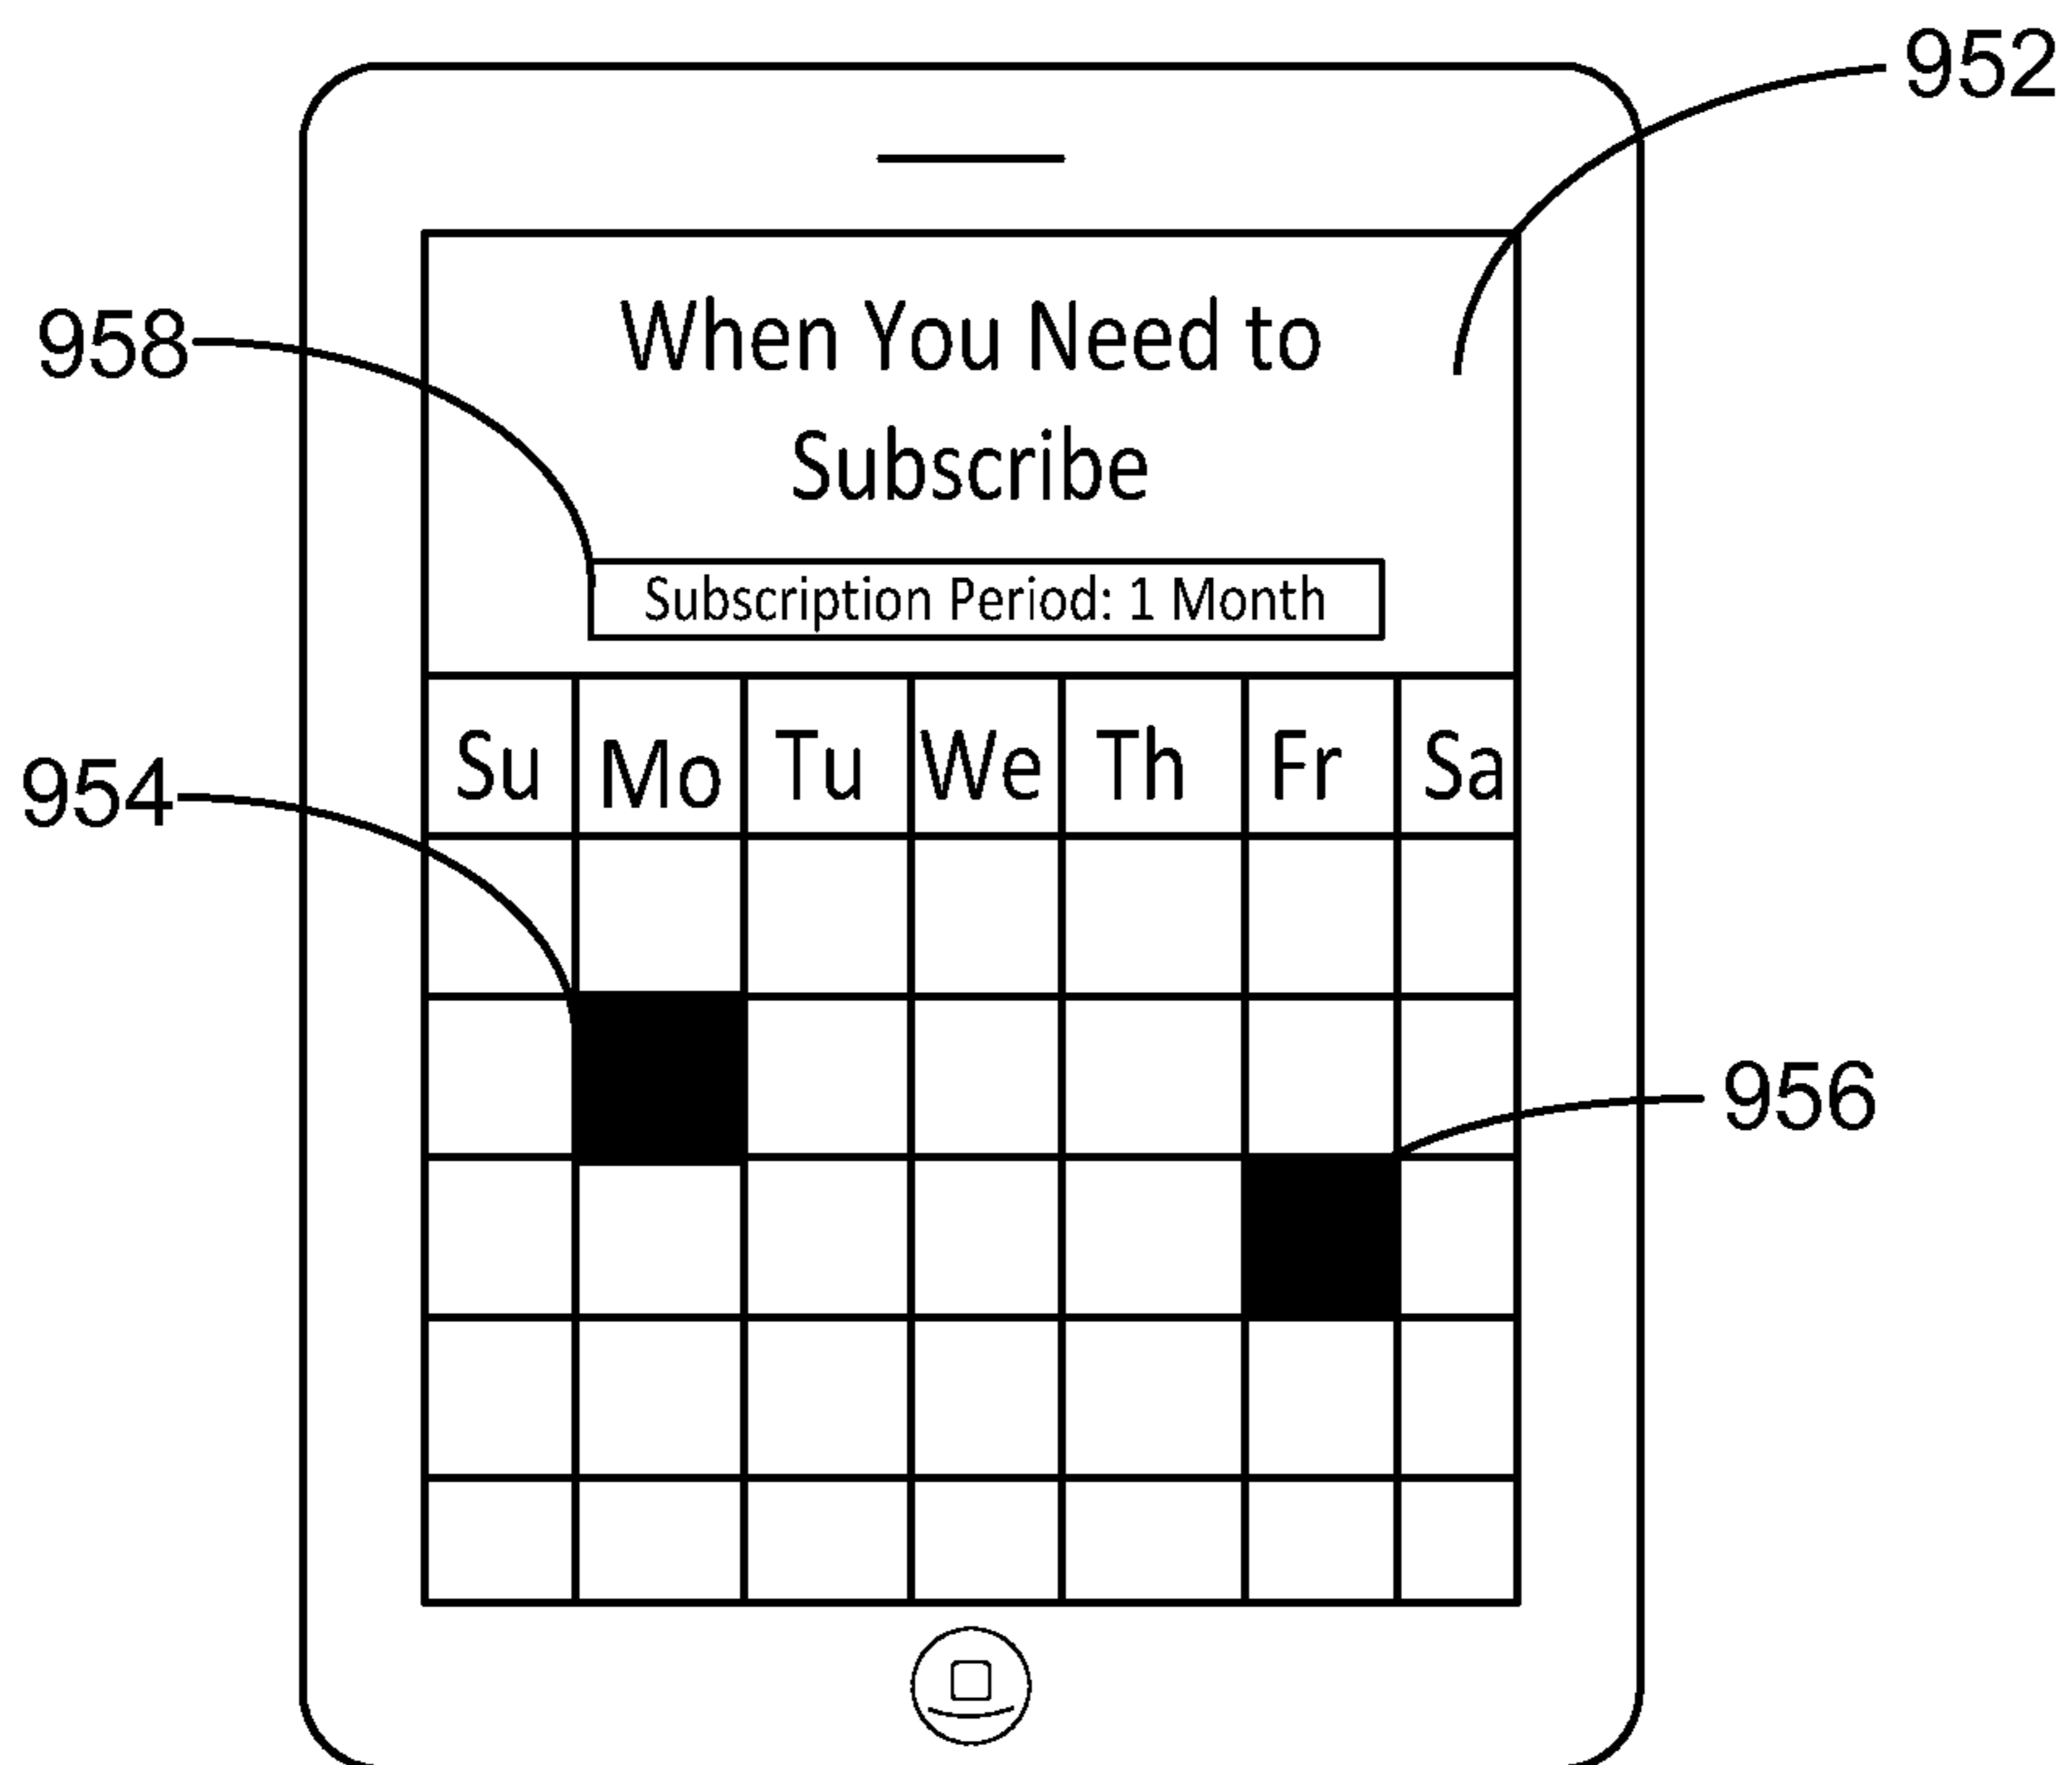 952
When You Need to
958
Subscribe
Subscription Period: 1 Month
Su Mo Tu We Th Fr Sa
954
956